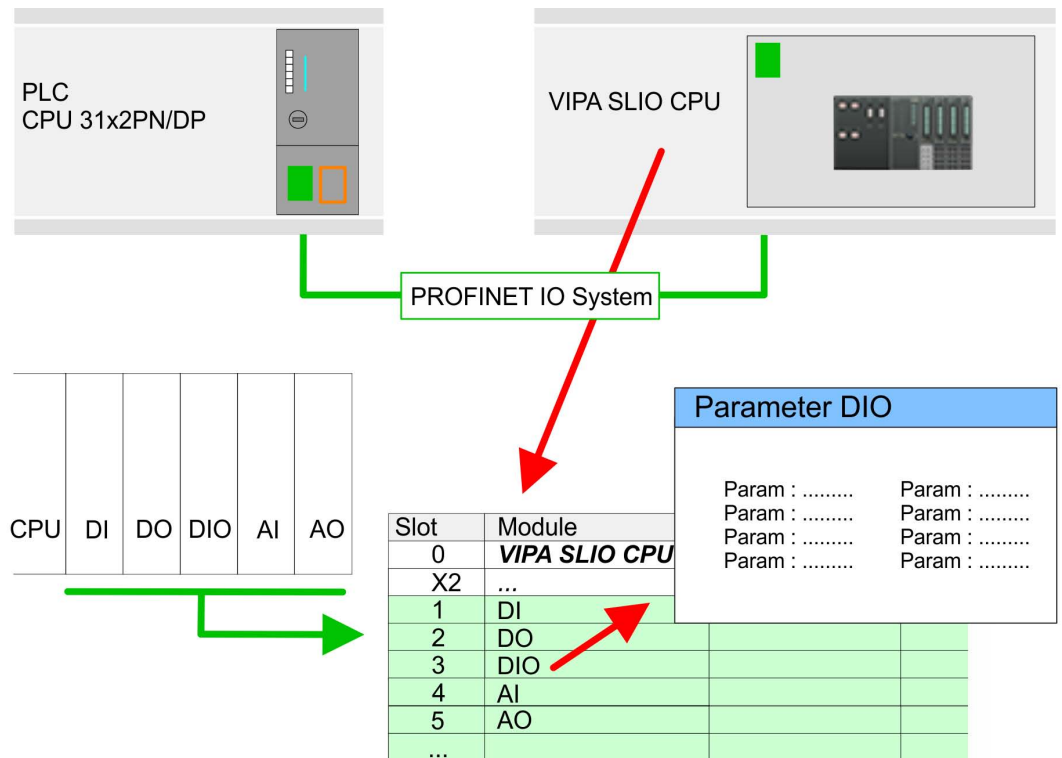 PLC
CPU 31x2PN/DP
VIPA SLIO CPU
PROFINET IO System
CPU DI DO DIO AI AO
Parameter DIO
Param : ......... Param : .........
Param : ......... Param : .........
Param : ......... Param : .........
Param : ......... Param : .........
Slot Module
0 VIPA SLIO CPU
X2 ...
1 DI
2 DO
3 DIO
4 AI
5 AO
...